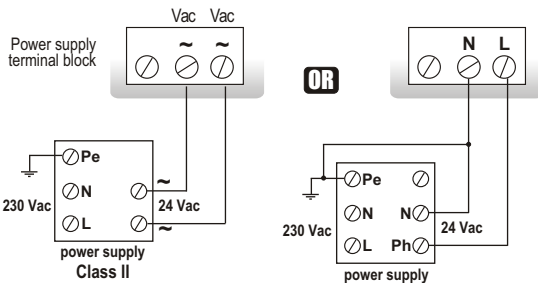 Vac Vac
Power supply
terminal block
~ ~
Pe
N
L
230 Vac
~
24 Vac
~
power supply
Class II
OR
N L
Pe
N N
L Ph
230 Vac
24 Vac
power supply